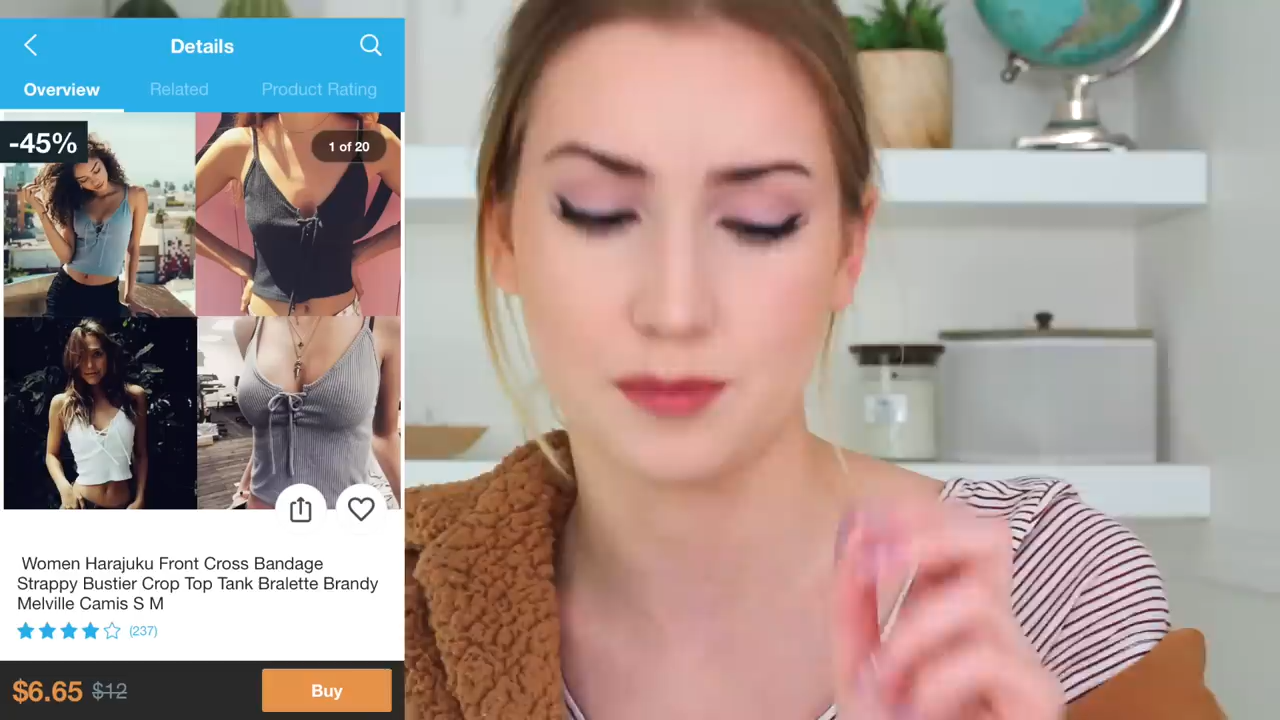 Details
Overview Related Product Rating
-45%
1 of 20
Women Harajuku Front Cross Bandage
Strappy Bustier Crop Top Tank Bralette Brandy
Melville Camis S M
(237)
$6.65 $12 Buy